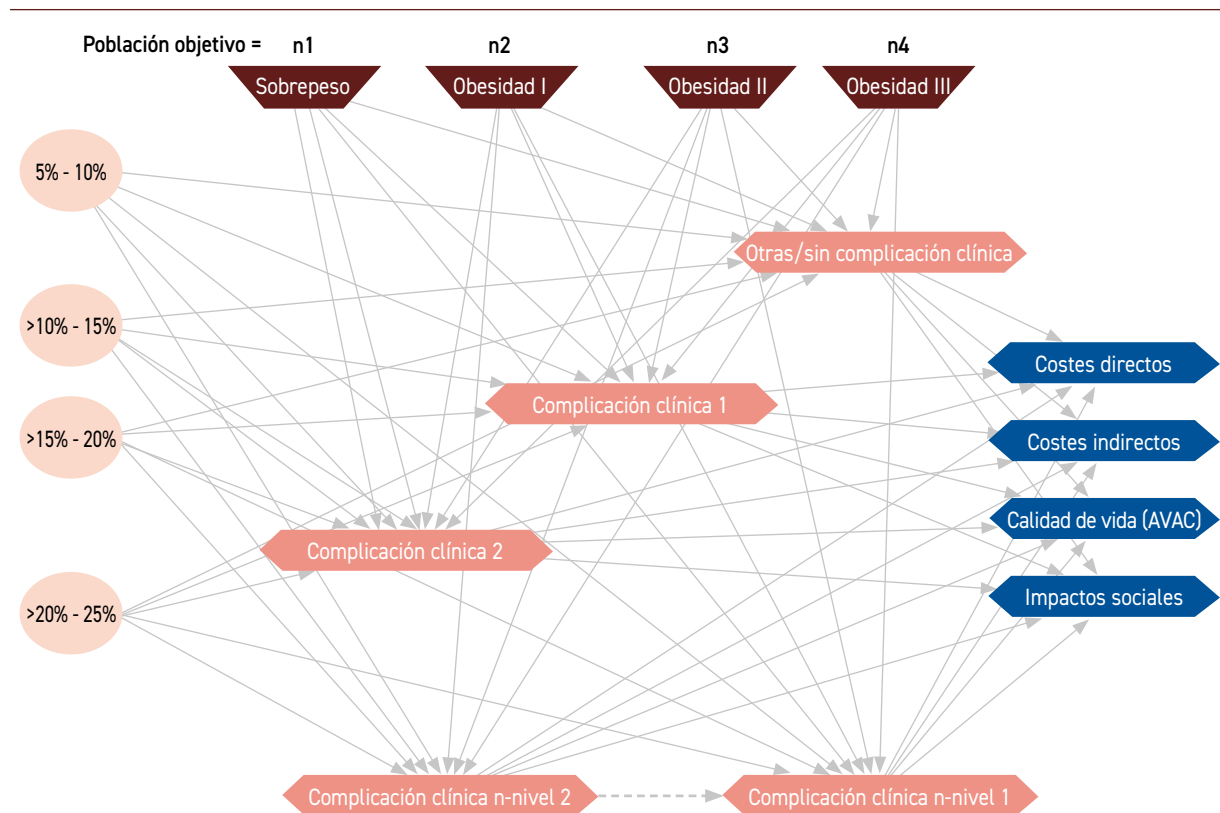 Población objetivo = n1 n2 n3 n4
Sobrepeso Obesidad I Obesidad II Obesidad III
5% - 10%
Otras/sin complicación clínica
>10% - 15%
Costes directos
Complicación clínica 1
>15% - 20%
Costes indirectos
Calidad de vida (AVAC)
Complicación clínica 2
Impactos sociales
>20% - 25%
Complicación clínica n-nivel 2 Complicación clínica n-nivel 1